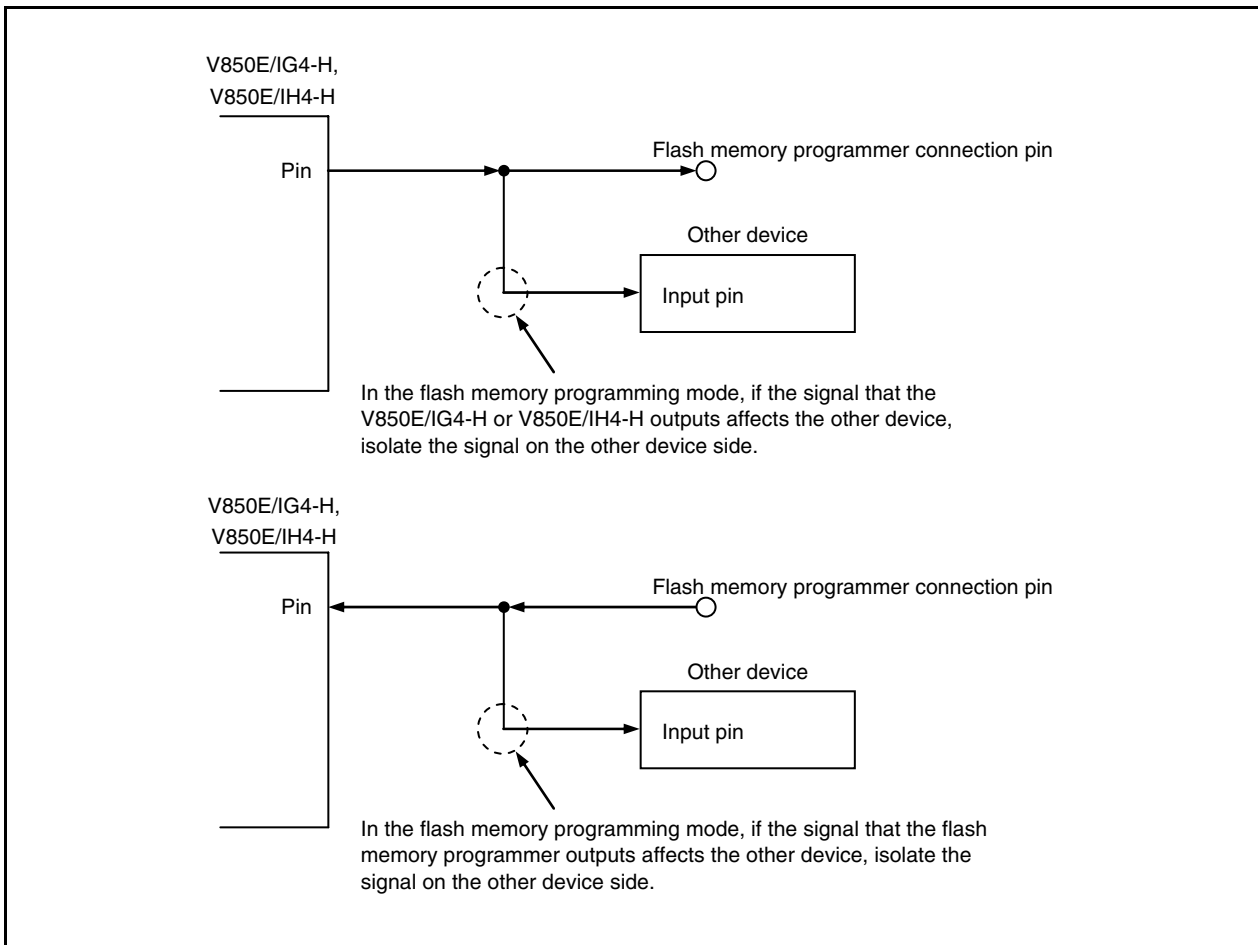 V850E/IG4-H,
V850E/IH4-H
Pin
Flash memory programmer connection pin
Other device
Input pin
In the flash memory programming mode, if the signal that the
V850E/IG4-H or V850E/IH4-H outputs affects the other device,
isolate the signal on the other device side.
V850E/IG4-H,
V850E/IH4-H
Pin
Flash memory programmer connection pin
Other device
Input pin
In the flash memory programming mode, if the signal that the flash
memory programmer outputs affects the other device, isolate the
signal on the other device side.